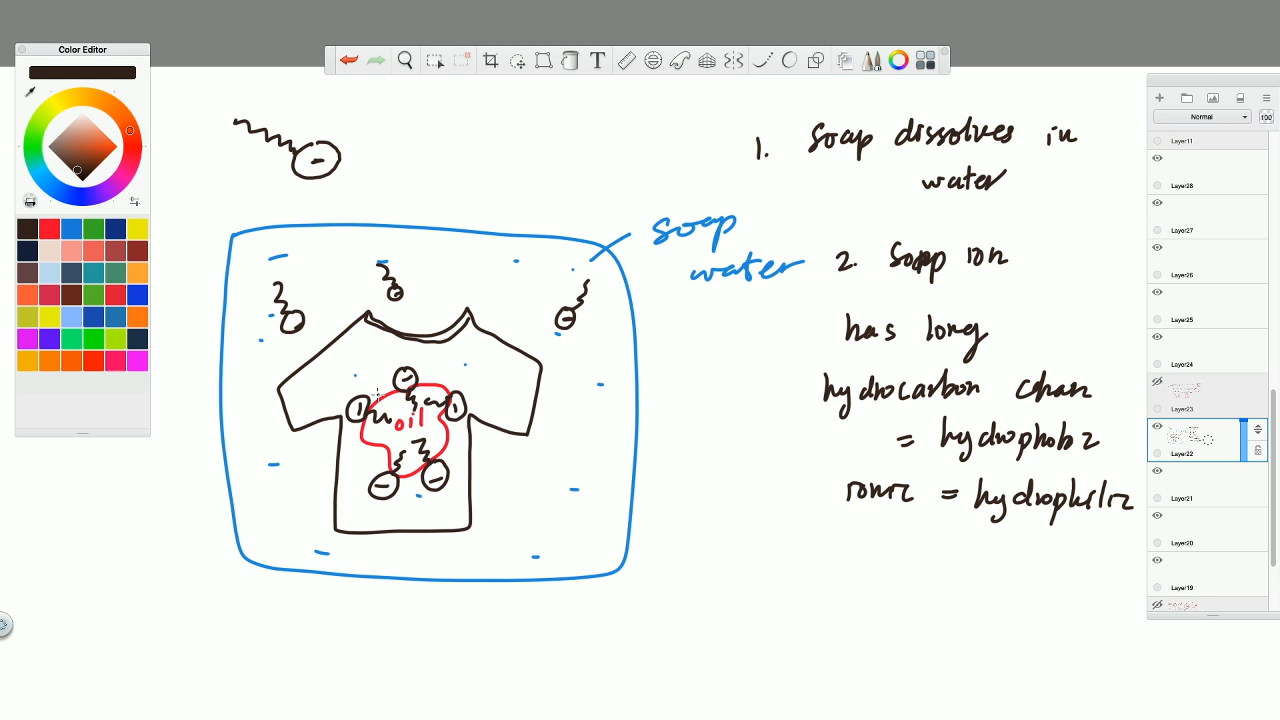 Color Editor
T
Normal
100
Layer11
Layer28
Layer27
Layer26
Layer25
Layer24
Layer23
Layer22
Layer21
Layer20
Layer19
soap
water
oil
1. Soap dissolves in
water
2. Soap ion
has long
hydrocarbon chain
= hydrophobic
ionic = hydrophilic